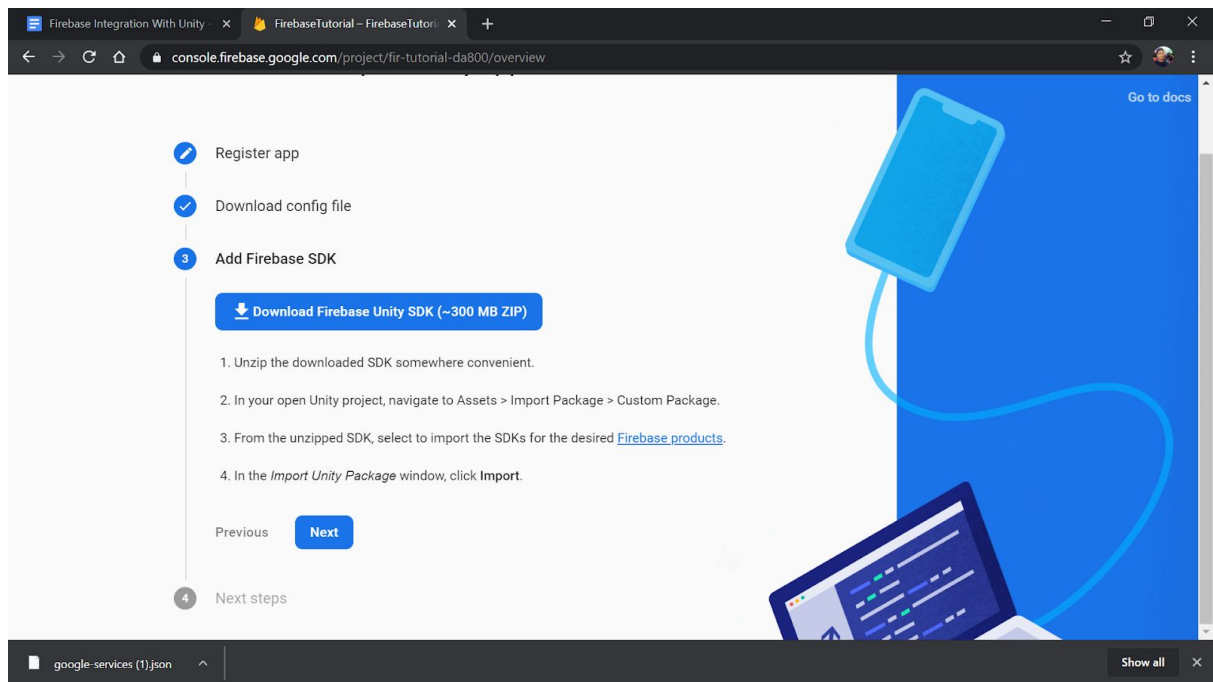 Firebase Integration With Unity
FirebaseTutorial – FirebaseTutori
console.firebase.google.com/project/fir-tutorial-da800/overview
Go to docs
Register app
Download config file
3 Add Firebase SDK
Download Firebase Unity SDK (~300 MB ZIP)
1. Unzip the downloaded SDK somewhere convenient.
2. In your open Unity project, navigate to Assets > Import Package > Custom Package.
3. From the unzipped SDK, select to import the SDKs for the desired Firebase products.
4. In the Import Unity Package window, click Import.
Previous Next
4 Next steps
google-services (1).json
Show all